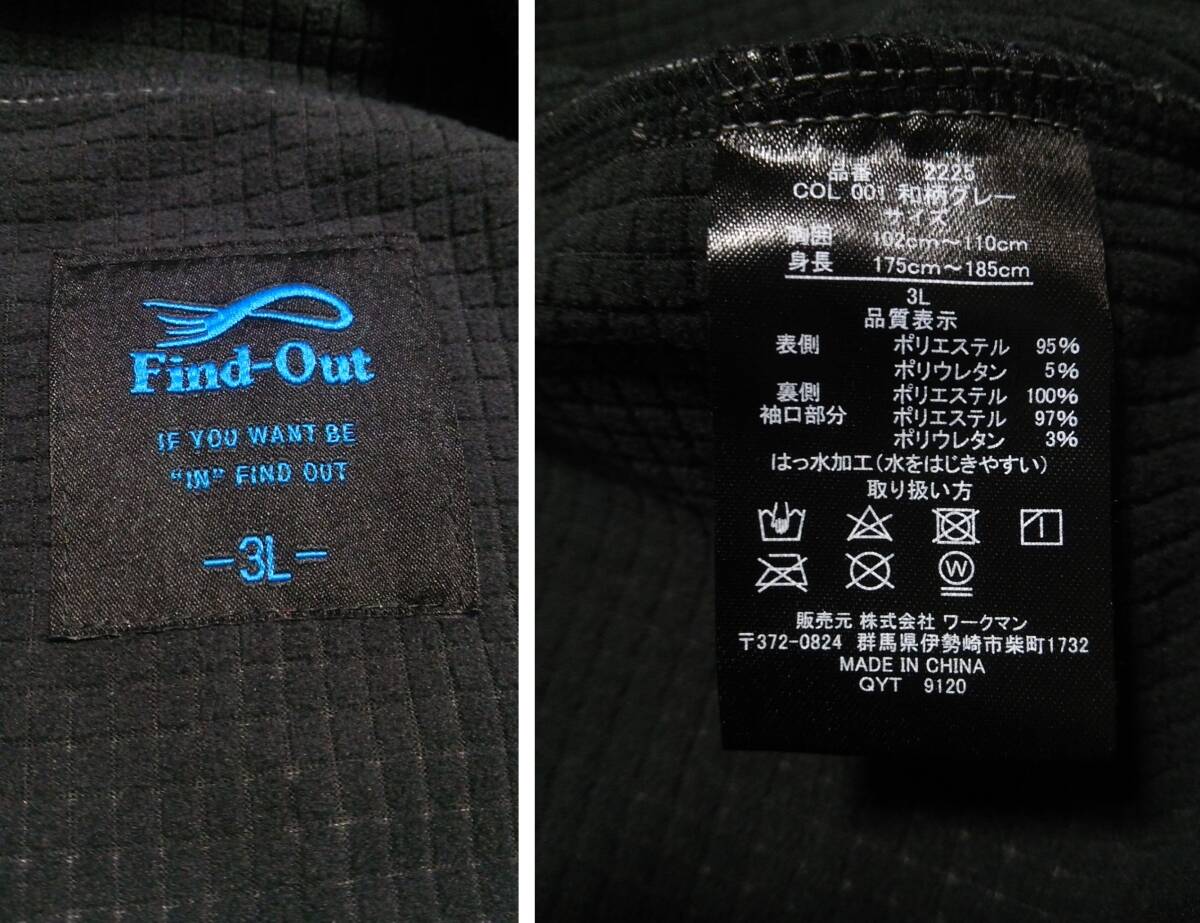 Find-Out
IF YOU WANT BE
“IN” FIND OUT
-3L-
品番 2225
COL 001 和柄グレー
サイズ
胸囲 102cm～110cm
身長 175cm～185cm
3L
品質表示
表側 ポリエステル 95%
ポリウレタン 5%
裏側 ポリエステル 100%
袖口部分 ポリエステル 97%
ポリウレタン 3%
はっ水加工(水をはじきやすい)
取り扱い方
W
販売元 株式会社 ワークマン
〒372-0824 群馬県伊勢崎市柴町1732
MADE IN CHINA
QYT 9120